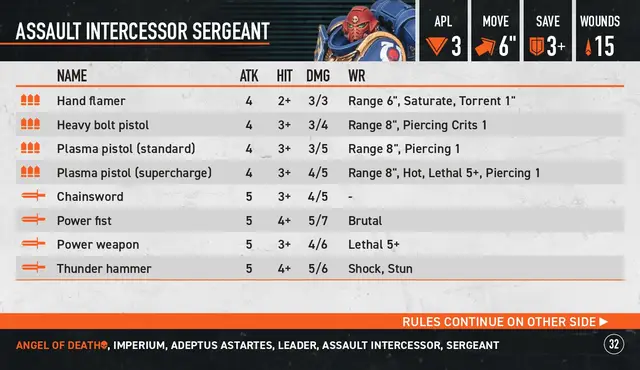 ASSAULT INTERCESSOR SERGEANT
APL 3
MOVE 6"
SAVE 3+
WOUNDS 15
NAME ATK HIT DMG WR
Hand flamer 4 2+ 3/3 Range 6", Saturate, Torrent 1"
Heavy bolt pistol 4 3+ 3/4 Range 8", Piercing Crits 1
Plasma pistol (standard) 4 3+ 3/5 Range 8", Piercing 1
Plasma pistol (supercharge) 4 3+ 4/5 Range 8", Hot, Lethal 5+, Piercing 1
Chainsword 5 3+ 4/5 -
Power fist 5 4+ 5/7 Brutal
Power weapon 5 3+ 4/6 Lethal 5+
Thunder hammer 5 4+ 5/6 Shock, Stun
RULES CONTINUE ON OTHER SIDE ▶
ANGEL OF DEATH, IMPERIUM, ADEPTUS ASTARTES, LEADER, ASSAULT INTERCESSOR, SERGEANT
32